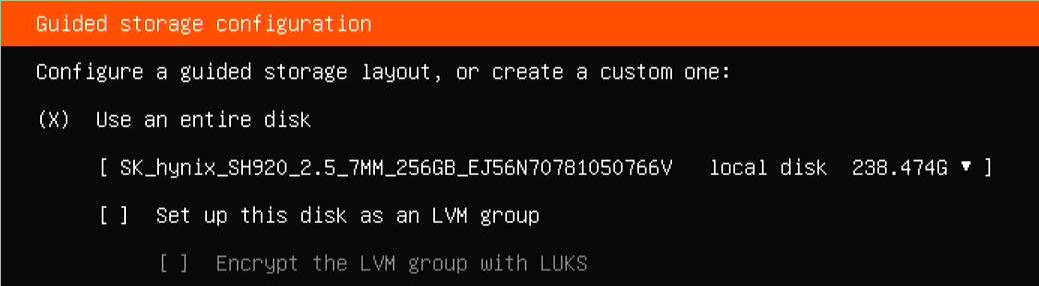 Guided storage configuration
Configure a guided storage layout, or create a custom one:
(X) Use an entire disk
[ SK_hynix_SH920_2.5_7MM_256GB_EJ56N70781050766V local disk 238.474G ▼ ]
[ ] Set up this disk as an LVM group
[ ] Encrypt the LVM group with LUKS